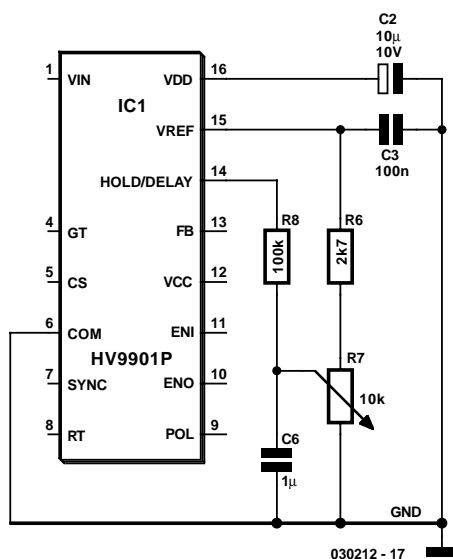 C2
10µ
10V
1 VIN VDD 16
IC1
VREF 15
C3
100n
HOLD/DELAY 14
R8
100k
R6
2k7
4 GT FB 13
5 CS VCC 12
6 COM ENI 11
HV9901P
7 SYNC ENO 10
R7
10k
8 RT POL 9
C6
1µ
GND
030212 - 17